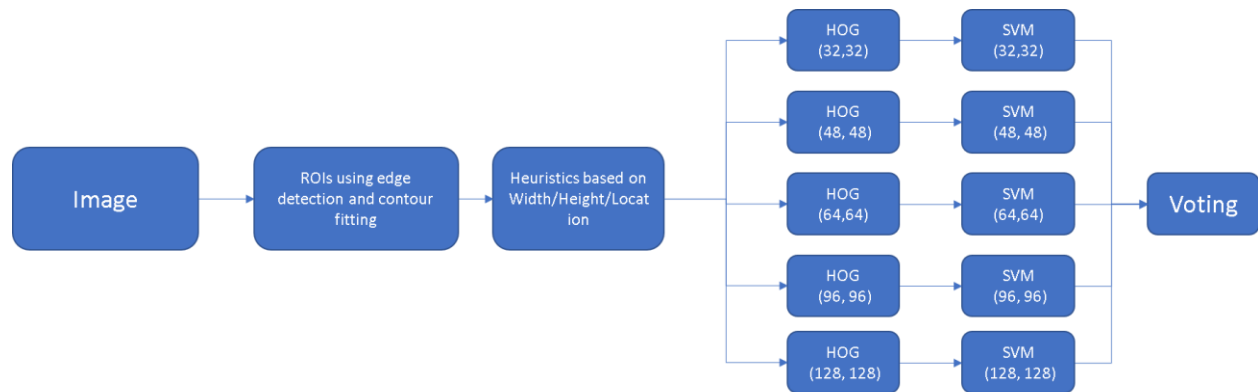 Image
ROIs using edge
detection and contour
fitting
Heuristics based on
Width/Height/Locat
ion
HOG
(32,32)
SVM
(32,32)
HOG
(48, 48)
SVM
(48, 48)
HOG
(64,64)
SVM
(64,64)
HOG
(96, 96)
SVM
(96, 96)
HOG
(128, 128)
SVM
(128, 128)
Voting